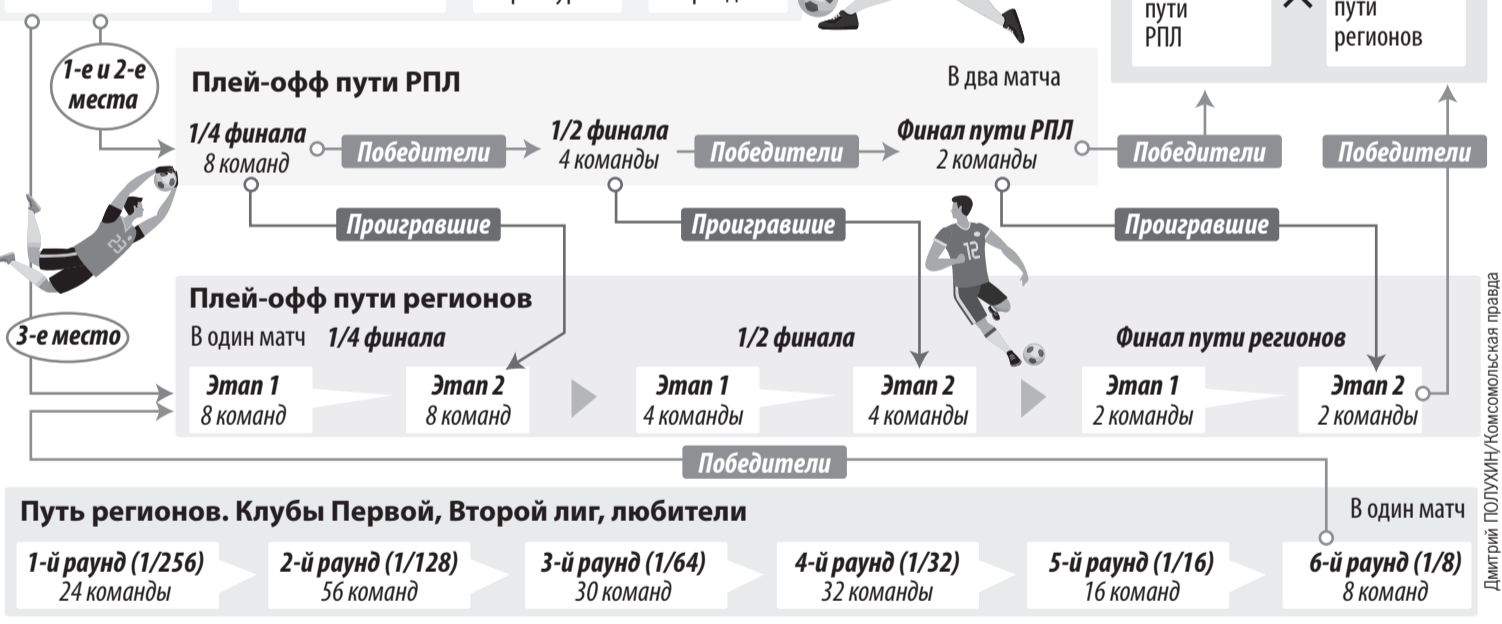 пути
РПЛ
пути
регионов
1-е и 2-е
места
Плей-офф пути РПЛ
В два матча
1/4 финала
8 команд
Победители
1/2 финала
4 команды
Победители
Финал пути РПЛ
2 команды
Победители
Победители
Проигравшие
Проигравшие
Проигравшие
23
12
3-е место
Плей-офф пути регионов
В один матч
1/4 финала
1/2 финала
Финал пути регионов
Этап 1
8 команд
Этап 2
8 команд
Этап 1
4 команды
Этап 2
4 команды
Этап 1
2 команды
Этап 2
2 команды
Победители
Путь регионов. Клубы Первой, Второй лиг, любители
В один матч
1-й раунд (1/256)
24 команды
2-й раунд (1/128)
56 команд
3-й раунд (1/64)
30 команд
4-й раунд (1/32)
32 команды
5-й раунд (1/16)
16 команд
6-й раунд (1/8)
8 команд
Дмитрий ПОЛУХИН/Комсомольская правда